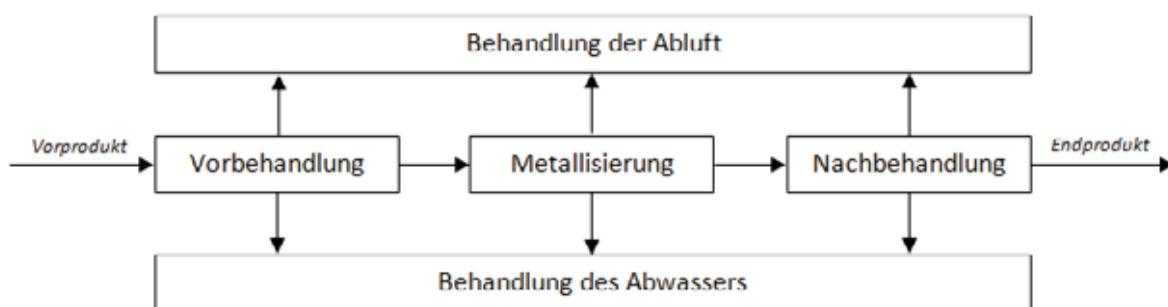 Behandlung der Abluft
Vorprodukt
Vorbehandlung
Metallisierung
Nachbehandlung
Endprodukt
Behandlung des Abwassers